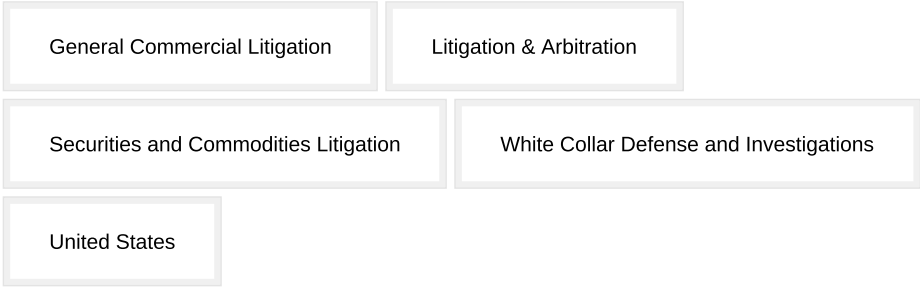 General Commercial Litigation
Litigation & Arbitration
Securities and Commodities Litigation
White Collar Defense and Investigations
United States